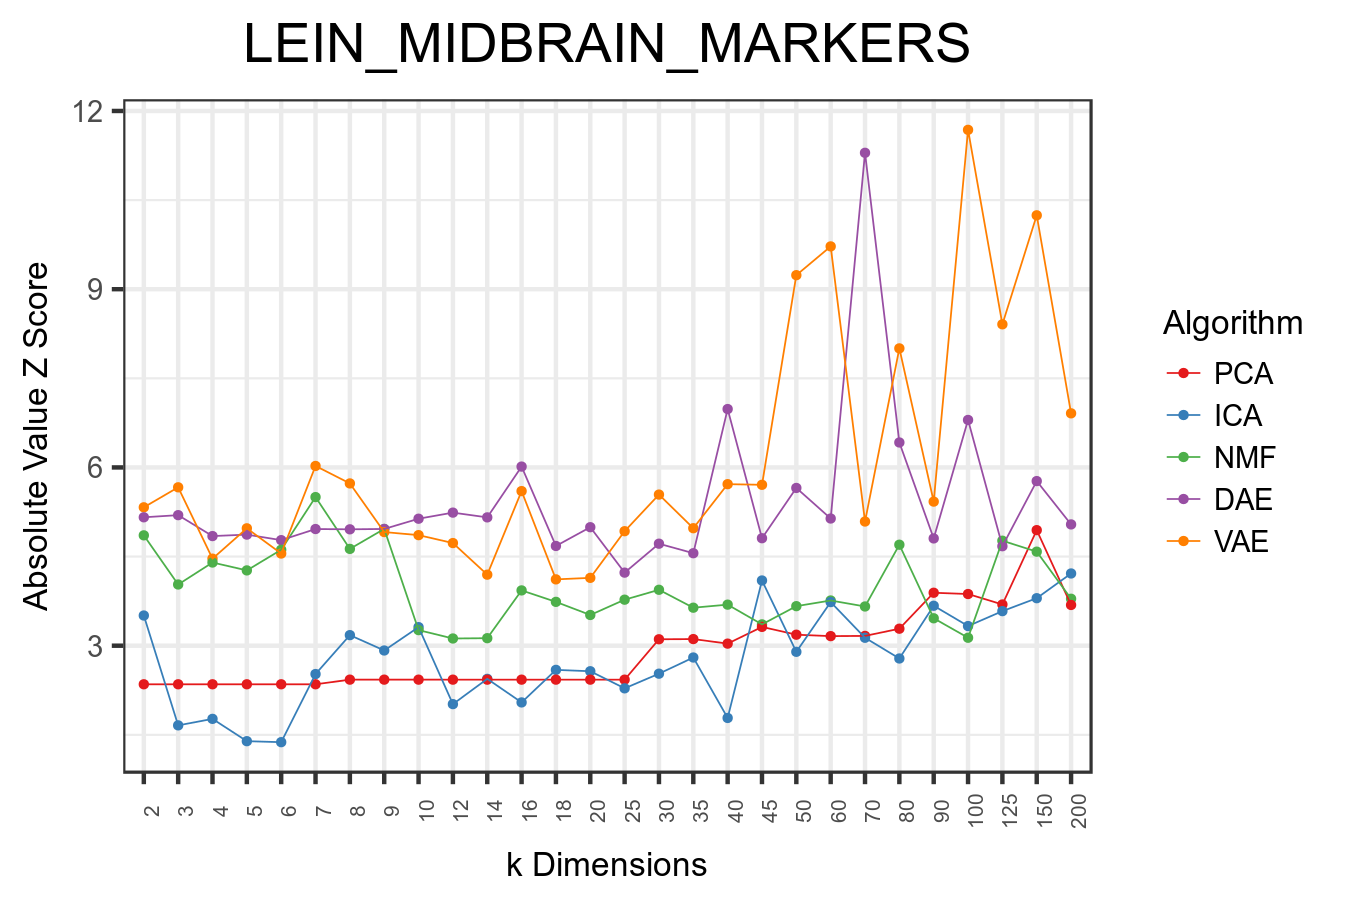 LEIN_MIDBRAIN_MARKERS
Absolute Value Z Score
12
9
6
3
2 3 4 5 6 7 8 9 10 12 14 16 18 20 25 30 35 40 45 50 60 70 80 90 100 125 150 200
k Dimensions
Algorithm
PCA
ICA
NMF
DAE
VAE